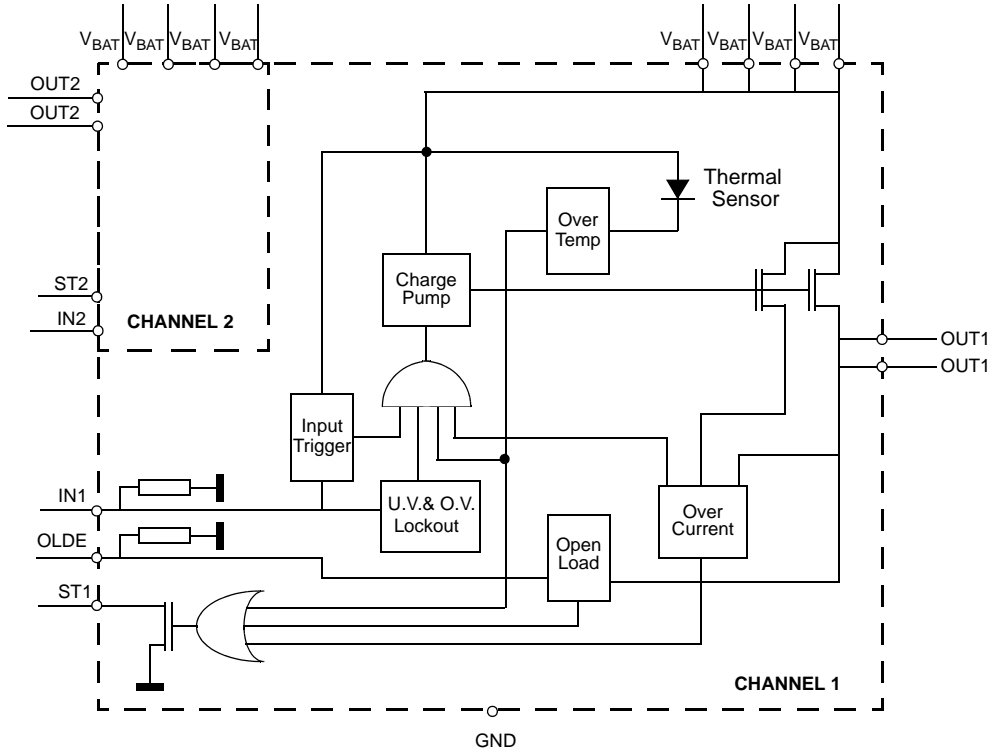 VBAT VBAT VBAT VBAT
VBAT VBAT VBAT VBAT
OUT2
OUT2
Thermal
Sensor
Over
Temp
Charge
Pump
ST2
IN2
CHANNEL 2
OUT1
OUT1
Input
Trigger
IN1
U.V.& O.V.
Lockout
Over
Current
OLDE
Open
Load
ST1
CHANNEL 1
GND